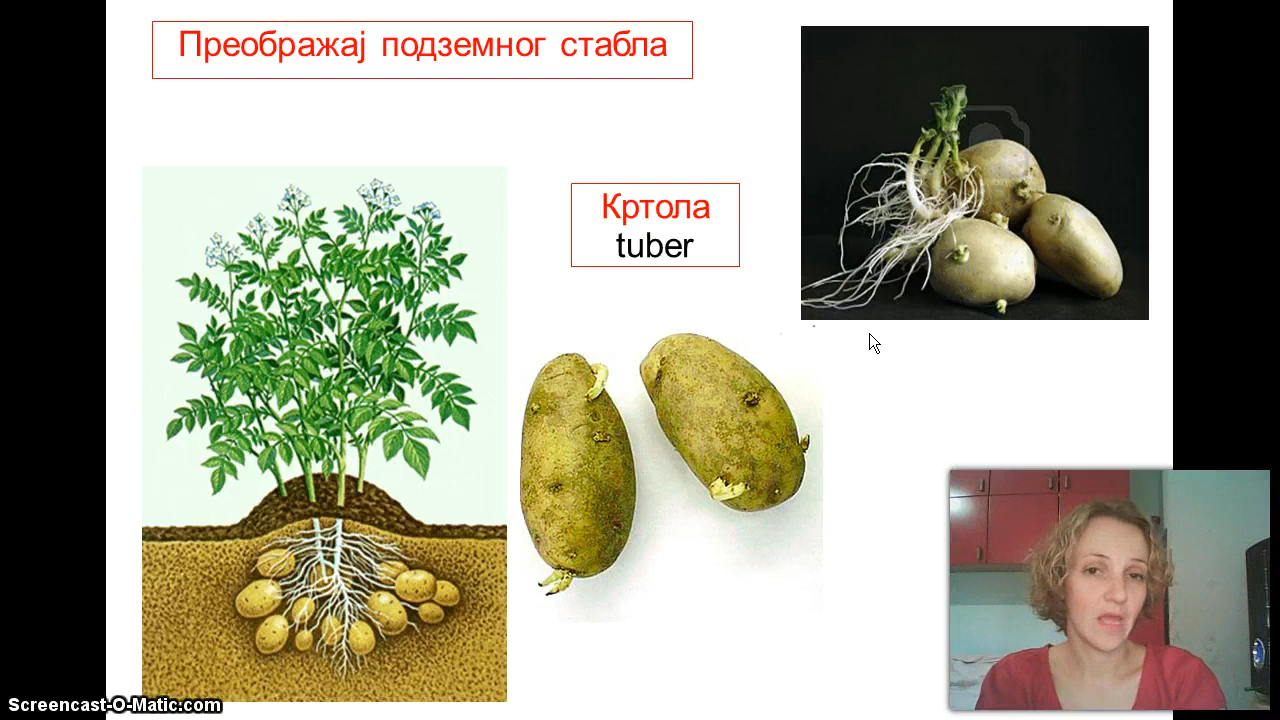 Преображај подземног стабла
Кртола
tuber
Screencast-O-Matic.com